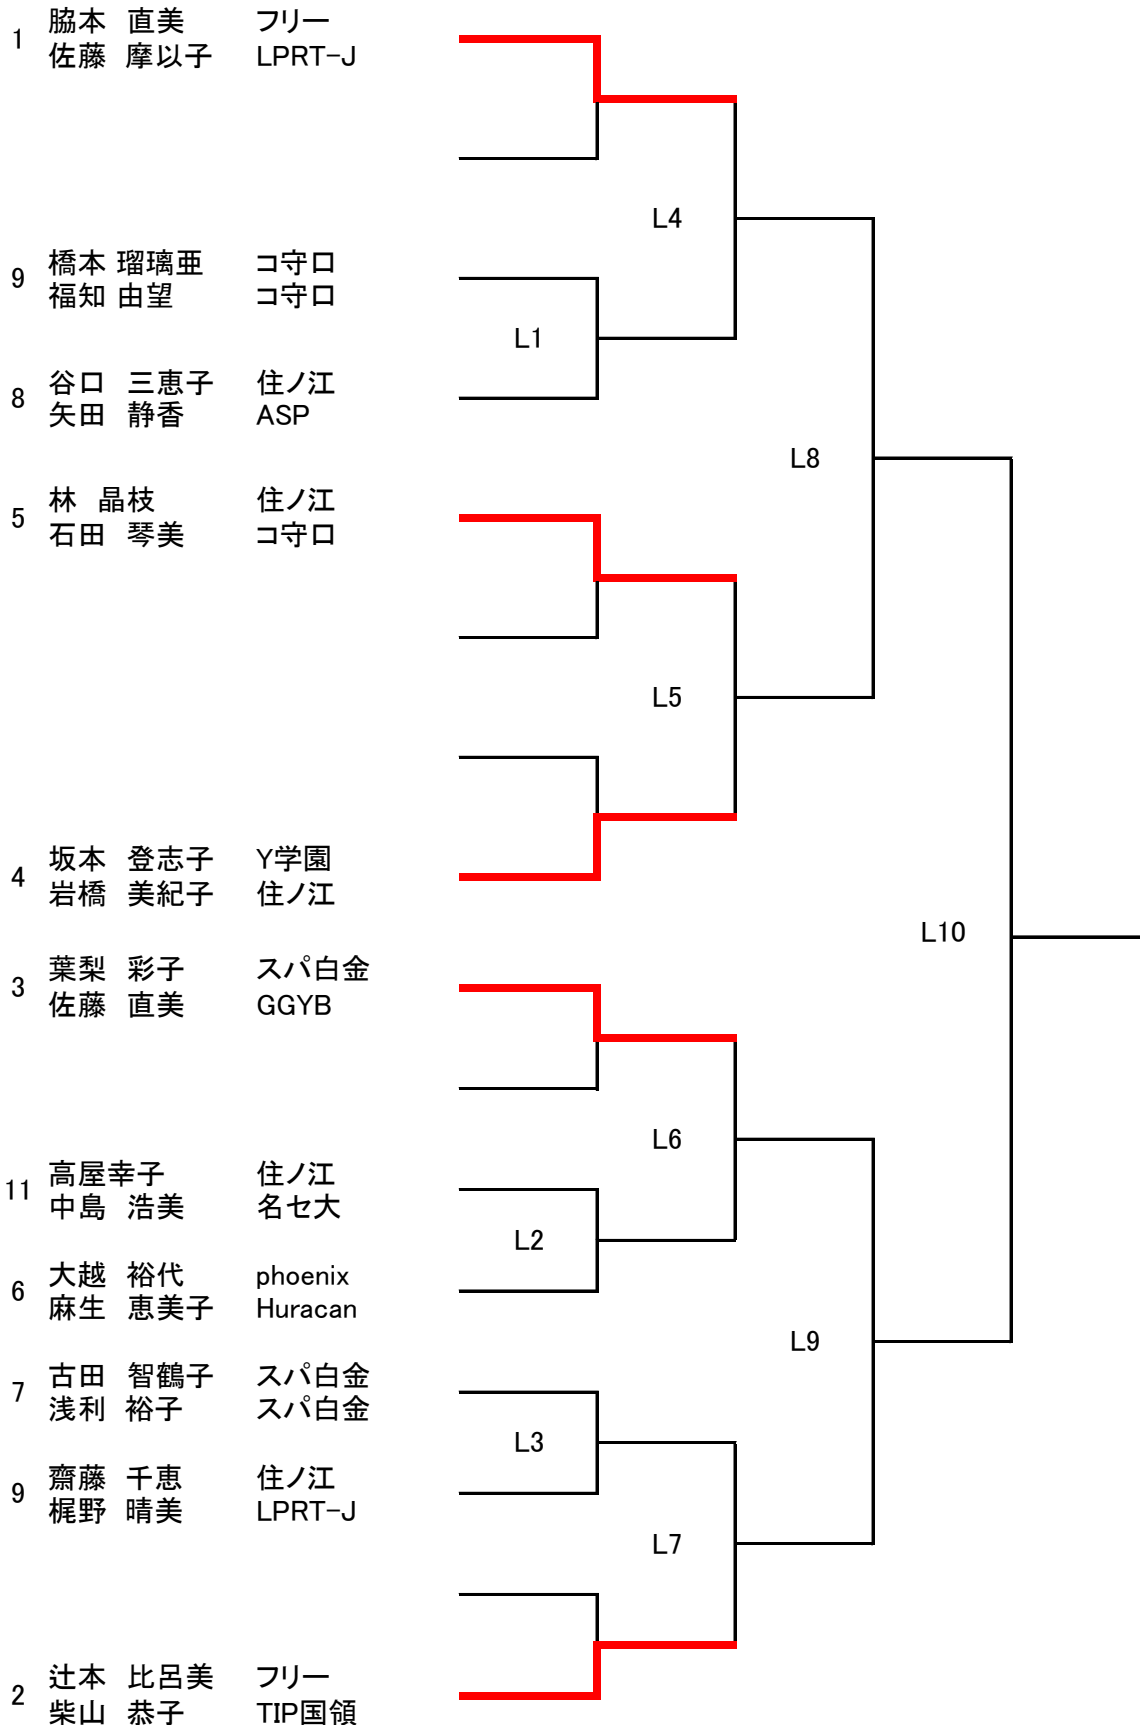 脇本 直美 フリー
1
佐藤 摩以子 LPRT-J
L4
橋本 瑠璃亜 コ守口
9
福知 由望 コ守口
L1
谷口 三恵子 住ノ江
8
矢田 静香 ASP
L8
林 晶枝 住ノ江
5
石田 琴美 コ守口
L5
坂本 登志子 Y学園
4
岩橋 美紀子 住ノ江
L10
葉梨 彩子 スパ白金
3
佐藤 直美 GGYB
L6
高屋幸子 住ノ江
11
中島 浩美 名セ大
L2
大越 裕代 phoenix
6
麻生 恵美子 Huracan
L9
古田 智鶴子 スパ白金
7
浅利 裕子 スパ白金
L3
齋藤 千恵 住ノ江
9
梶野 晴美 LPRT-J
L7
辻本 比呂美 フリー
2
柴山 恭子 TIP国領